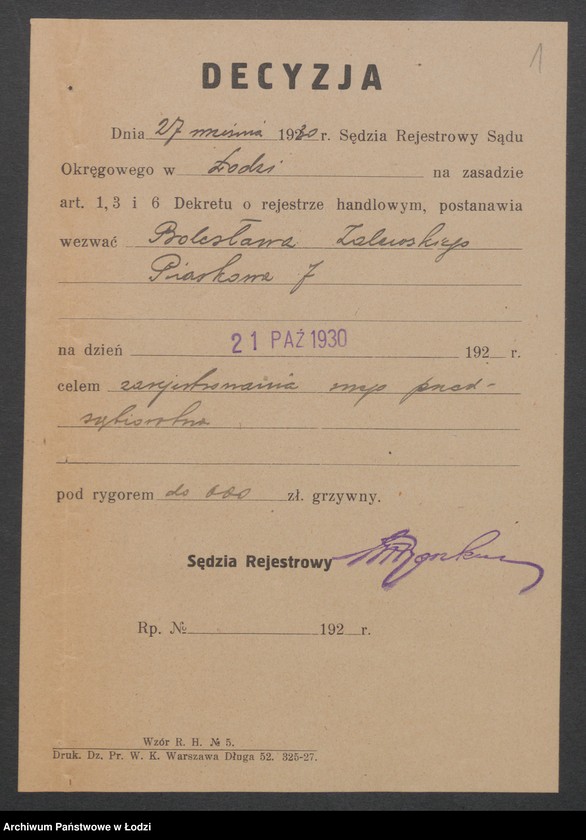 1
DECYZJA
Dnia 27 września 1930 r. Sędzia Rejestrowy Sądu
Okręgowego w Łodzi na zasadzie
art. 1, 3 i 6 Dekretu o rejestrze handlowym, postanawia
wezwać Bolesława Zalewskiego
Piaskowa 7
na dzień 21 PAŹ 1930 192 r.
celem zarejestrowania swego przed-
siębiorstwa
pod rygorem do zł. grzywny.
Sędzia Rejestrowy
Rp. № 192 r.
Wzór R. H. № 5.
Druk. Dz. Pr. W. K. Warszawa Długa 52. 325-27.
Archiwum Państwowe w Łodzi